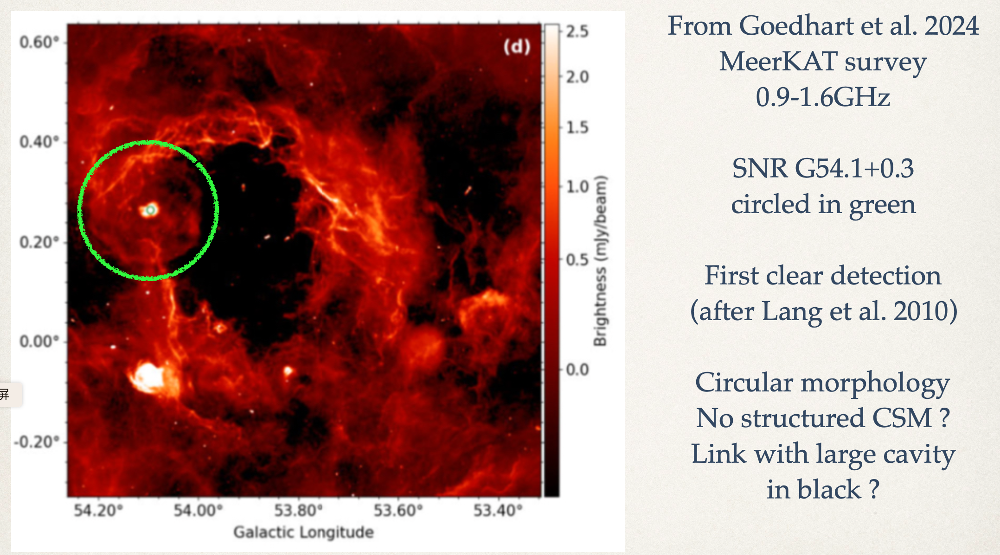 (d)
0.60°
0.40°
0.20°
0.00°
-0.20°
54.20°
54.00°
53.80°
53.60°
53.40°
Galactic Longitude
2.5
2.0
1.5
1.0
0.5
0.0
Brightness (mJy/beam)
屏
From Goedhart et al. 2024
MeerKAT survey
0.9-1.6GHz
SNR G54.1+0.3
circled in green
First clear detection
(after Lang et al. 2010)
Circular morphology
No structured CSM ?
Link with large cavity
in black ?